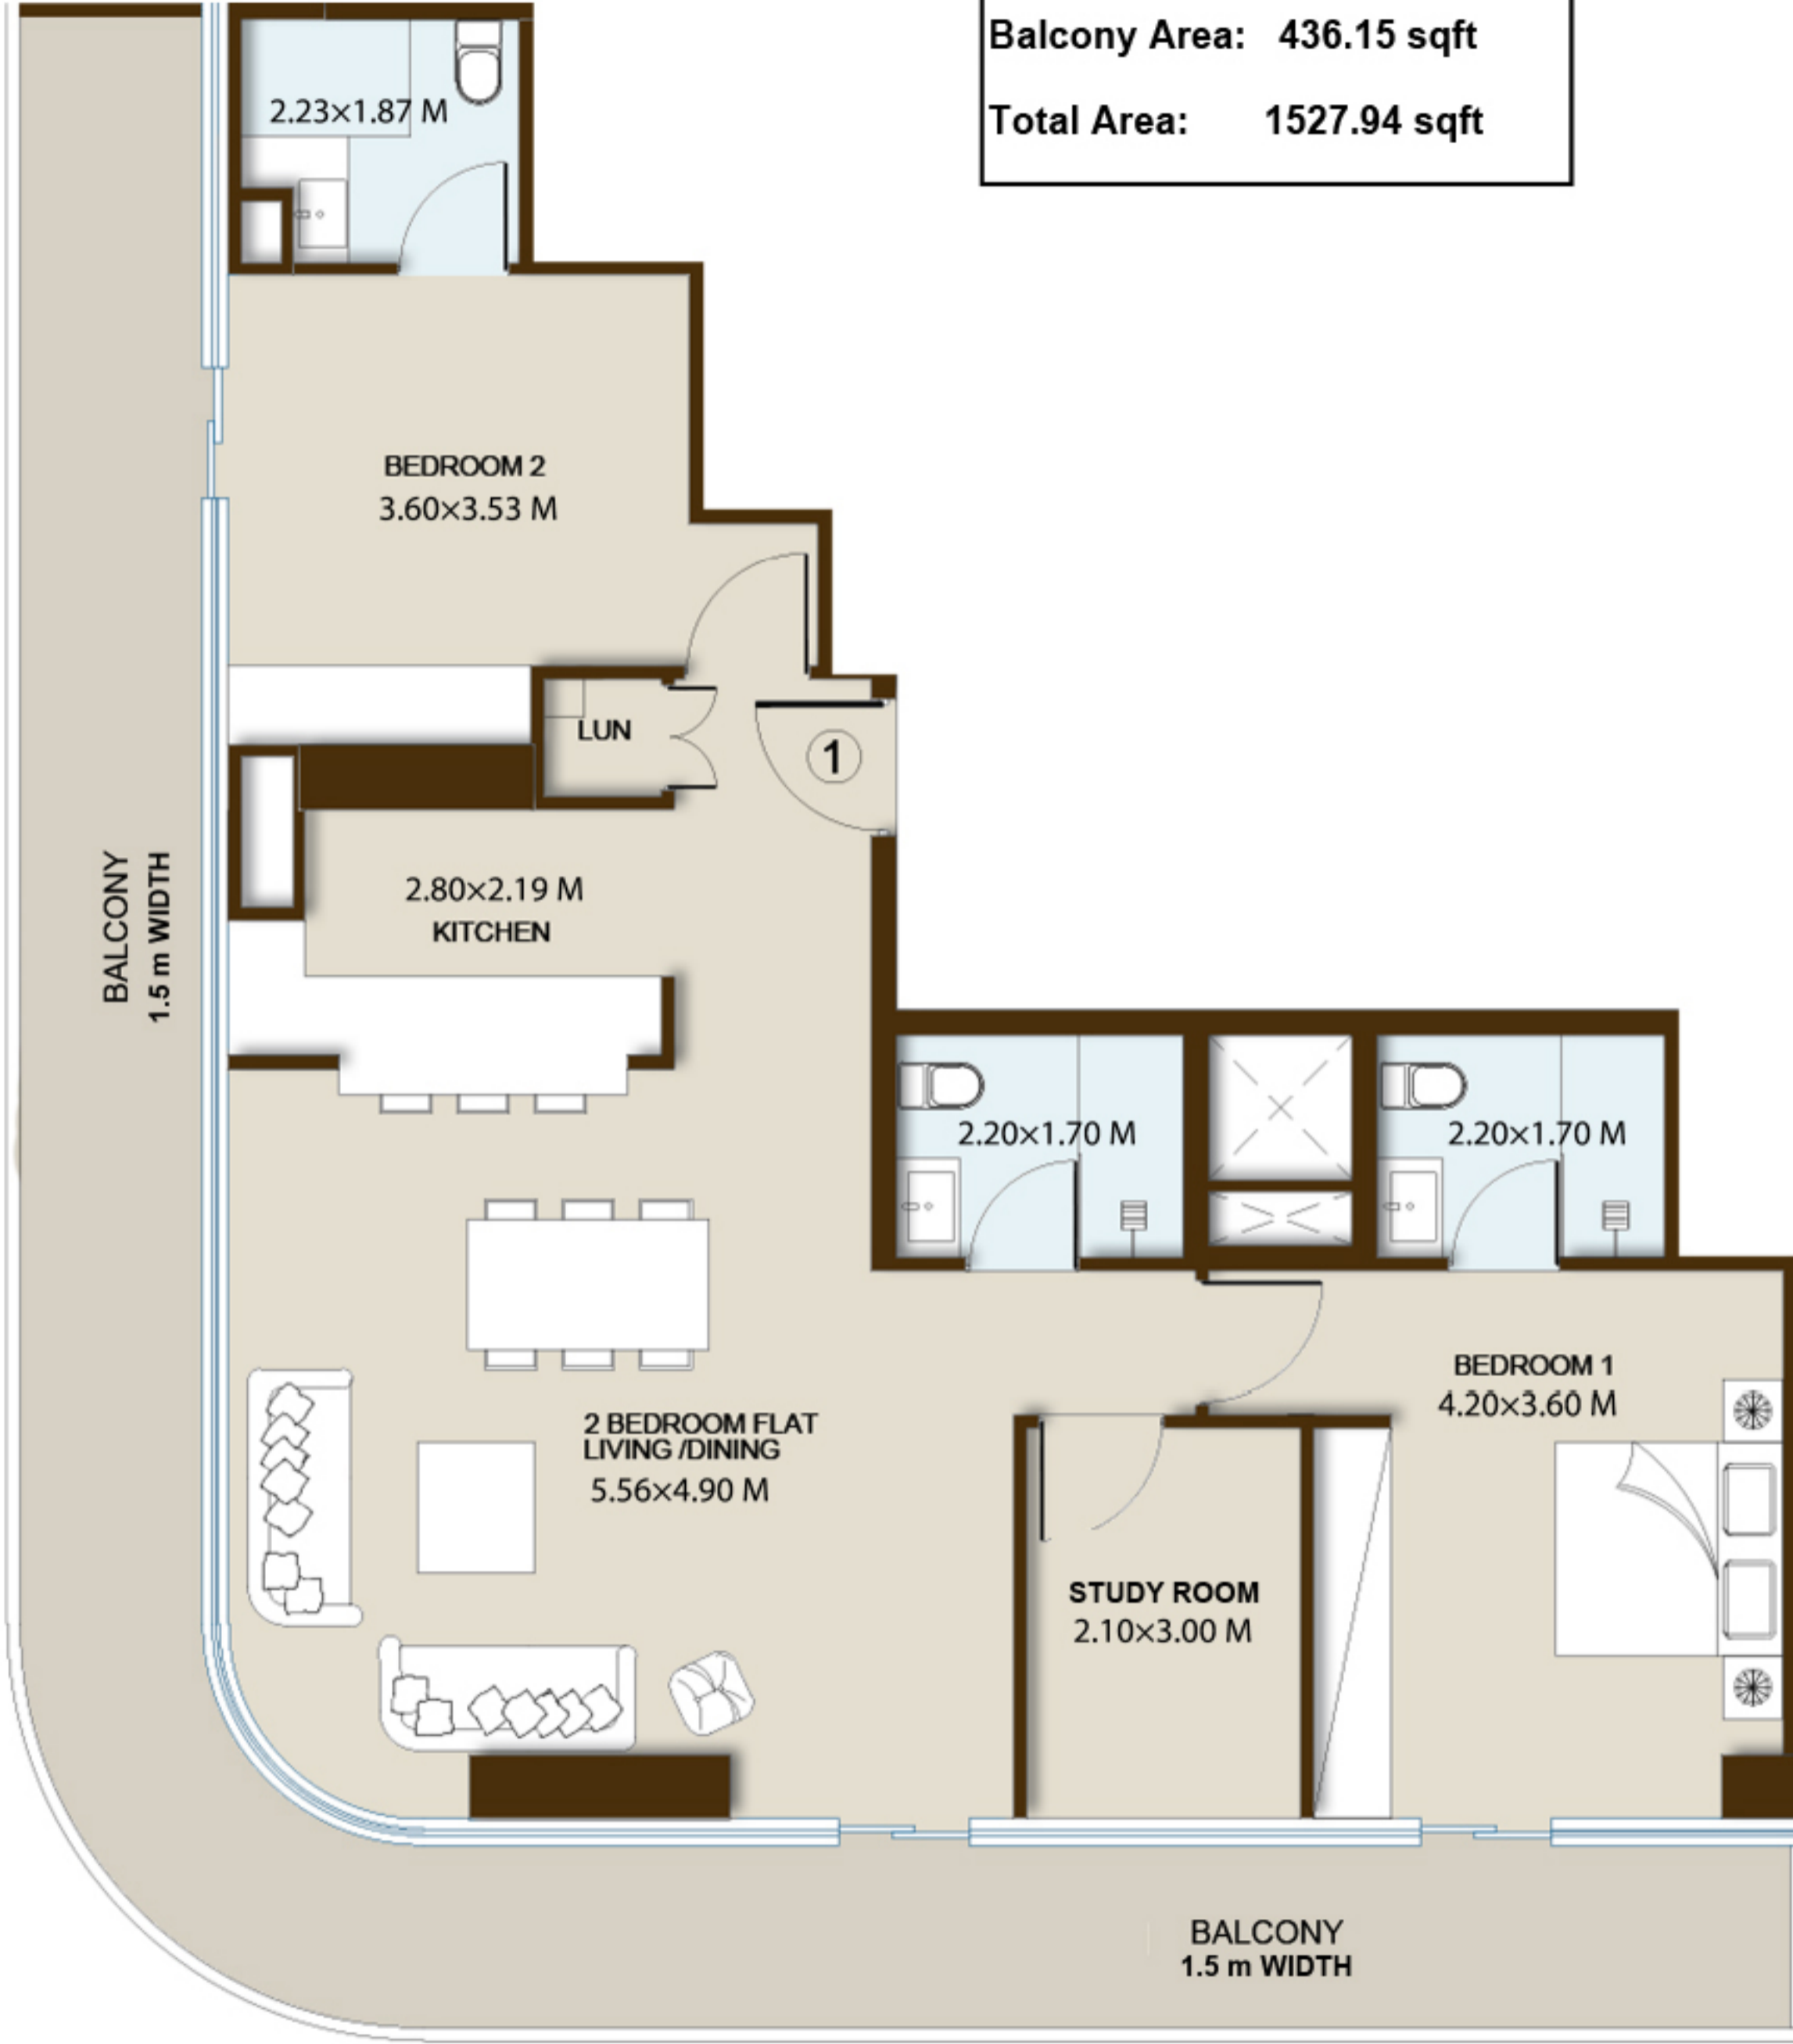 Balcony Area: 436.15 sqft
Total Area: 1527.94 sqft
2.23×1.87 M
BEDROOM 2
3.60×3.53 M
LUN
1
2.80×2.19 M
KITCHEN
BALCONY
1.5 m WIDTH
2.20×1.70 M
2.20×1.70 M
BEDROOM 1
4.20×3.60 M
2 BEDROOM FLAT
LIVING /DINING
5.56×4.90 M
STUDY ROOM
2.10×3.00 M
BALCONY
1.5 m WIDTH